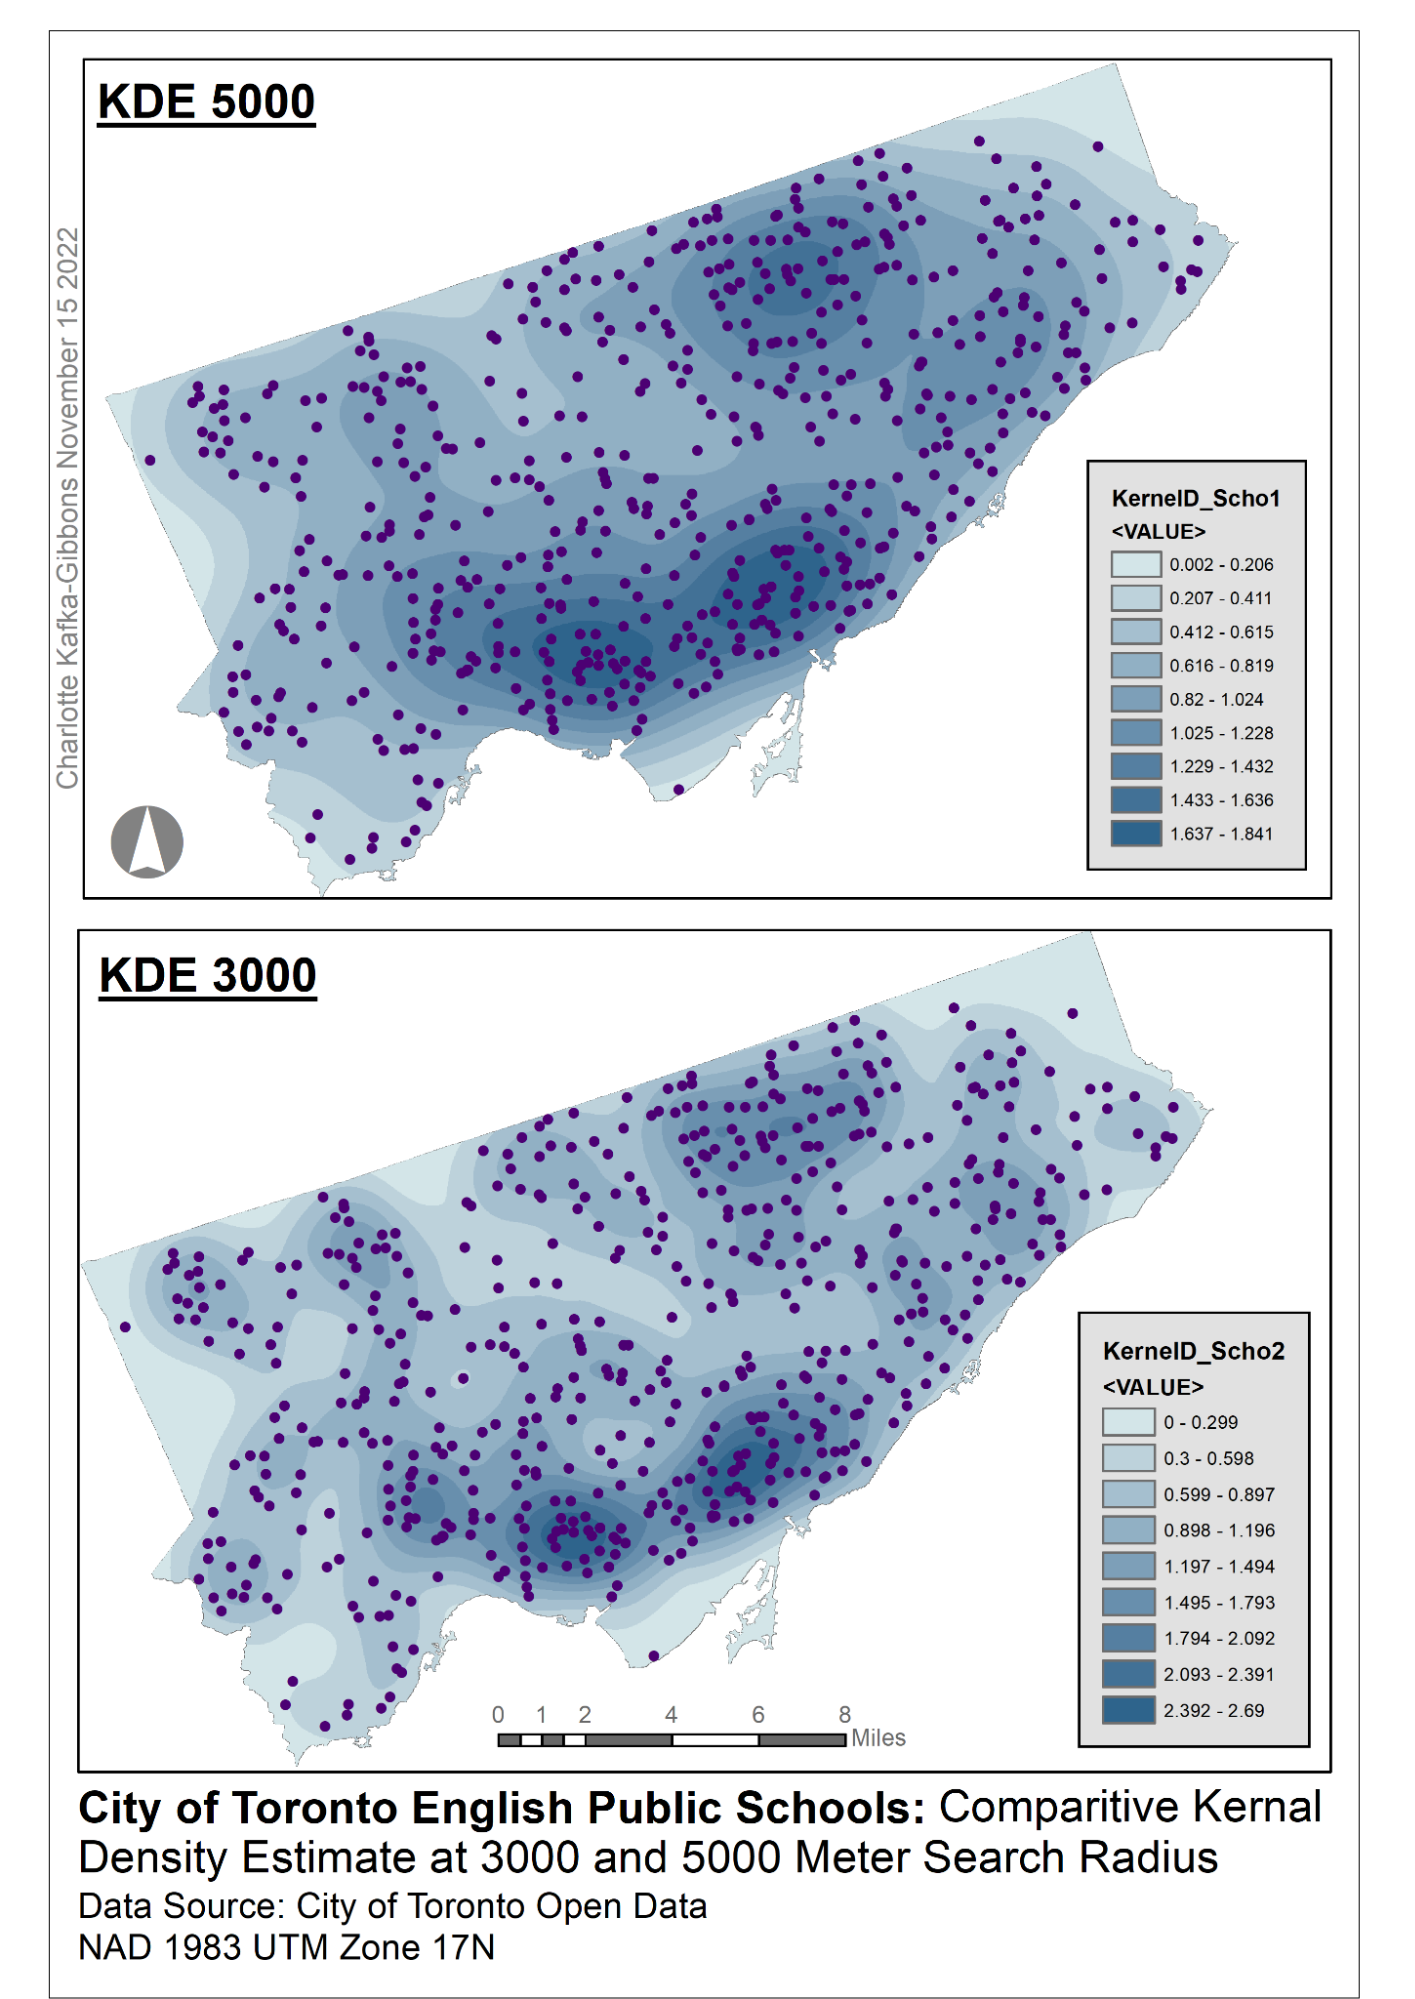 KDE 5000
Charlotte Kafka-Gibbons November 15 2022
KernelD_Scho1
<VALUE>
0.002 - 0.206
0.207 - 0.411
0.412 - 0.615
0.616 - 0.819
0.82 - 1.024
1.025 - 1.228
1.229 - 1.432
1.433 - 1.636
1.637 - 1.841
KDE 3000
KernelD_Scho2
<VALUE>
0 - 0.299
0.3 - 0.598
0.599 - 0.897
0.898 - 1.196
1.197 - 1.494
1.495 - 1.793
1.794 - 2.092
2.093 - 2.391
2.392 - 2.69
0 1 2 4 6 8
Miles
City of Toronto English Public Schools: Comparitive Kernal
Density Estimate at 3000 and 5000 Meter Search Radius
Data Source: City of Toronto Open Data
NAD 1983 UTM Zone 17N